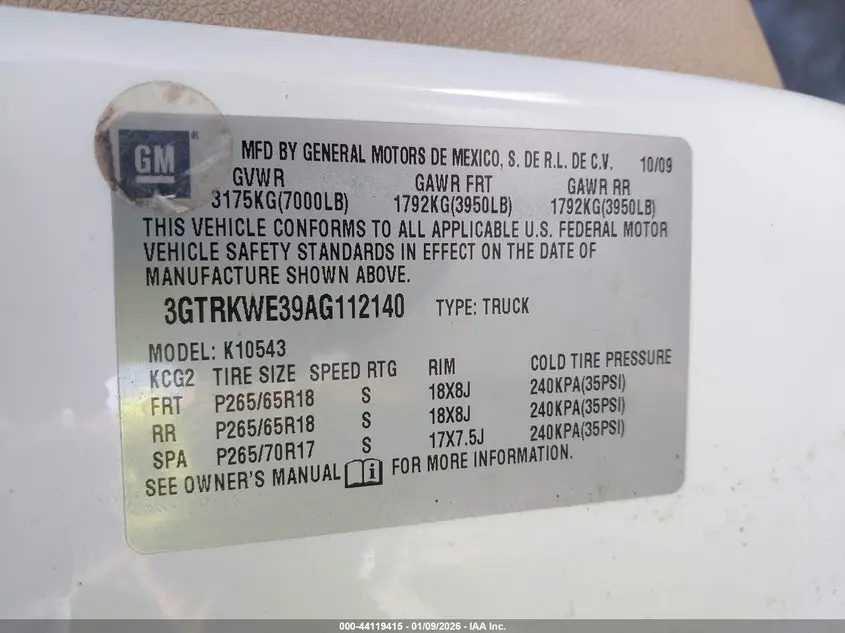 GM ® MFD BY GENERAL MOTORS DE MEXICO, S. DE R.L. DE C.V. 10/09
GVWR GAWR FRT GAWR RR
3175KG(7000LB) 1792KG(3950LB) 1792KG(3950LB)
THIS VEHICLE CONFORMS TO ALL APPLICABLE U.S. FEDERAL MOTOR
VEHICLE SAFETY STANDARDS IN EFFECT ON THE DATE OF
MANUFACTURE SHOWN ABOVE.
3GTRKWE39AG112140 TYPE: TRUCK
MODEL: K10543
KCG2 TIRE SIZE SPEED RTG RIM COLD TIRE PRESSURE
FRT P265/65R18 S 18X8J 240KPA(35PSI)
RR P265/65R18 S 18X8J 240KPA(35PSI)
SPA P265/70R17 S 17X7.5J 240KPA(35PSI)
SEE OWNER'S MANUAL i FOR MORE INFORMATION.
000-44119415 - 01/09/2026 - IAA Inc.